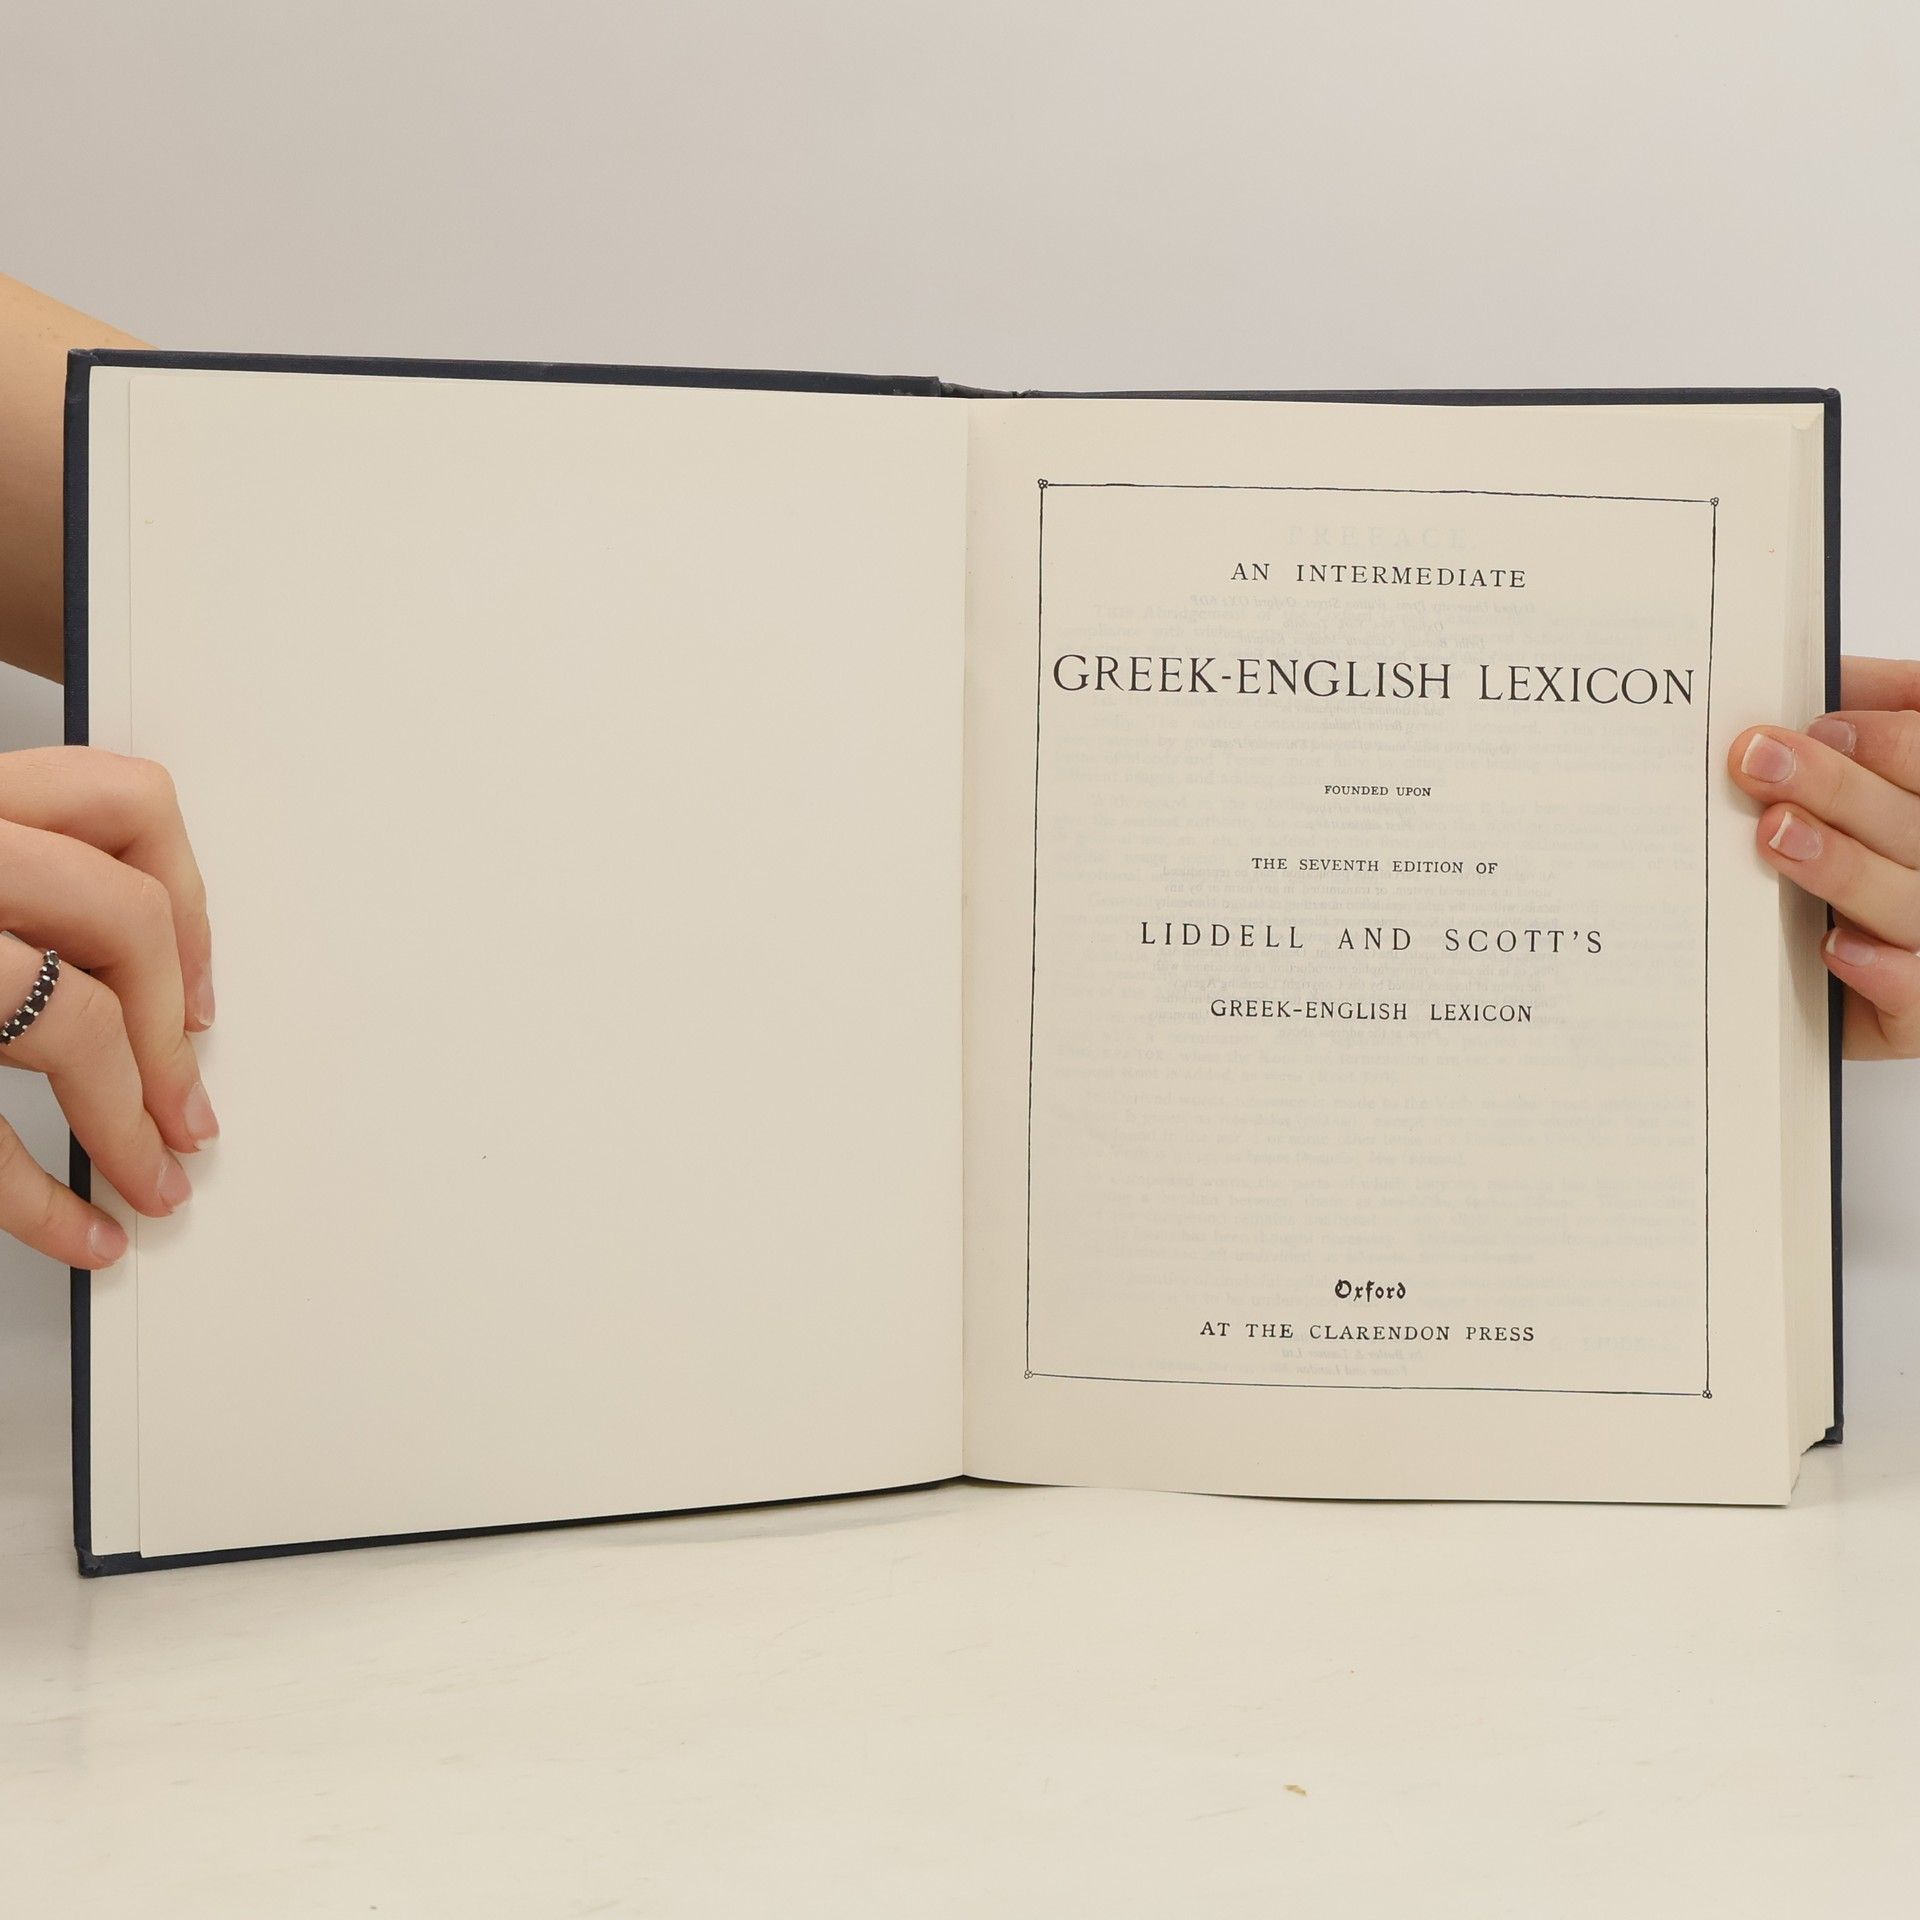 AN INTERMEDIATE
GREEK-ENGLISH LEXICON
FOUNDED UPON
THE SEVENTH EDITION OF
LIDDELL AND SCOTT'S
GREEK-ENGLISH LEXICON
Oxford
AT THE CLARENDON PRESS